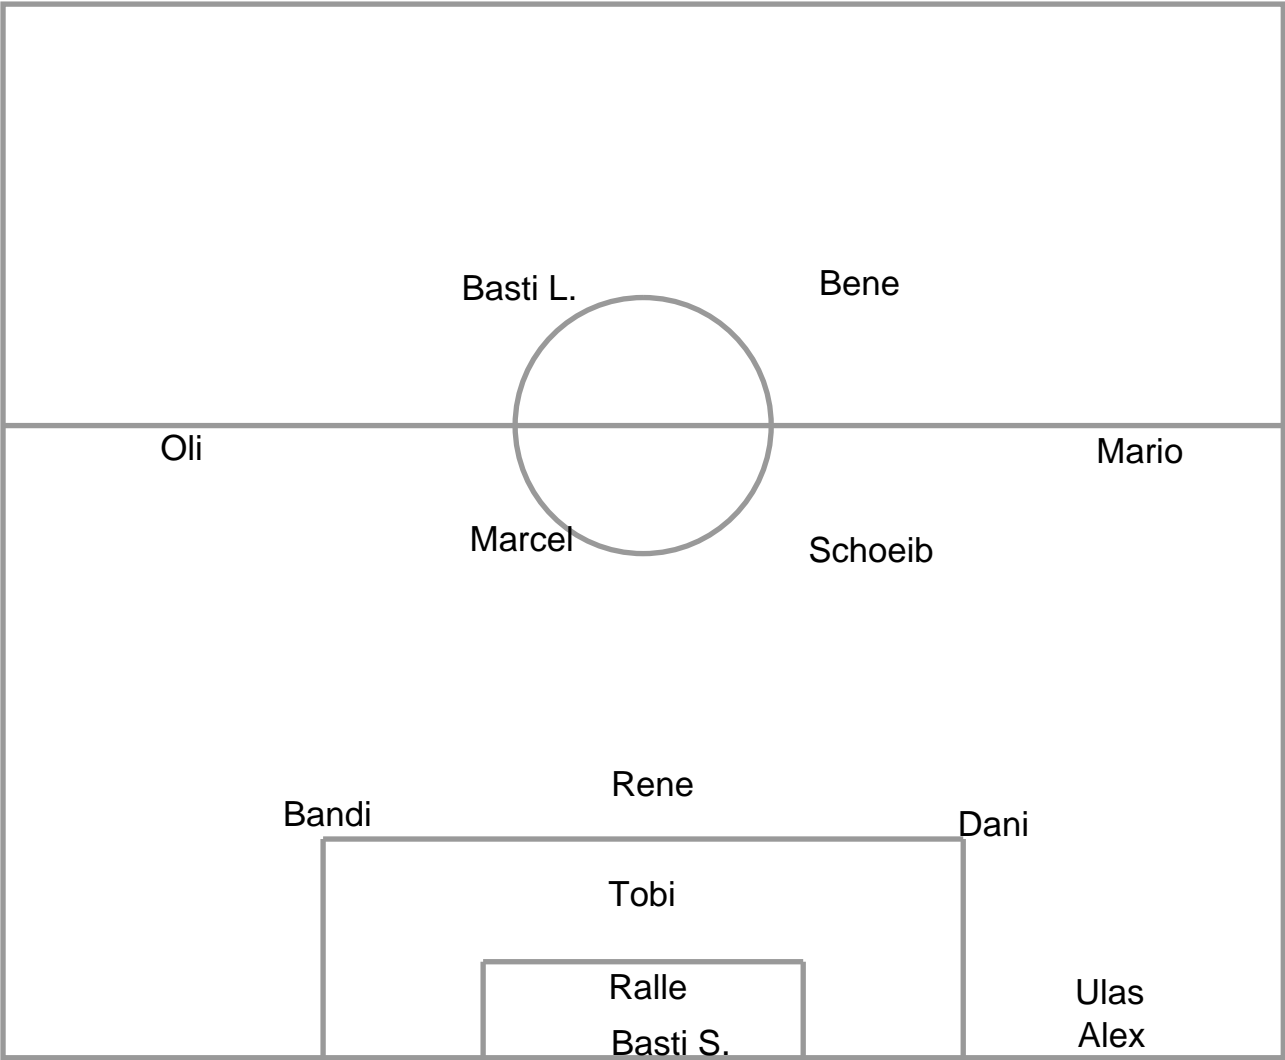 Basti L.
Bene
Oli
Mario
Marcel
Schoeib
Rene
Bandi
Dani
Tobi
Ralle
Ulas
Alex
Basti S.